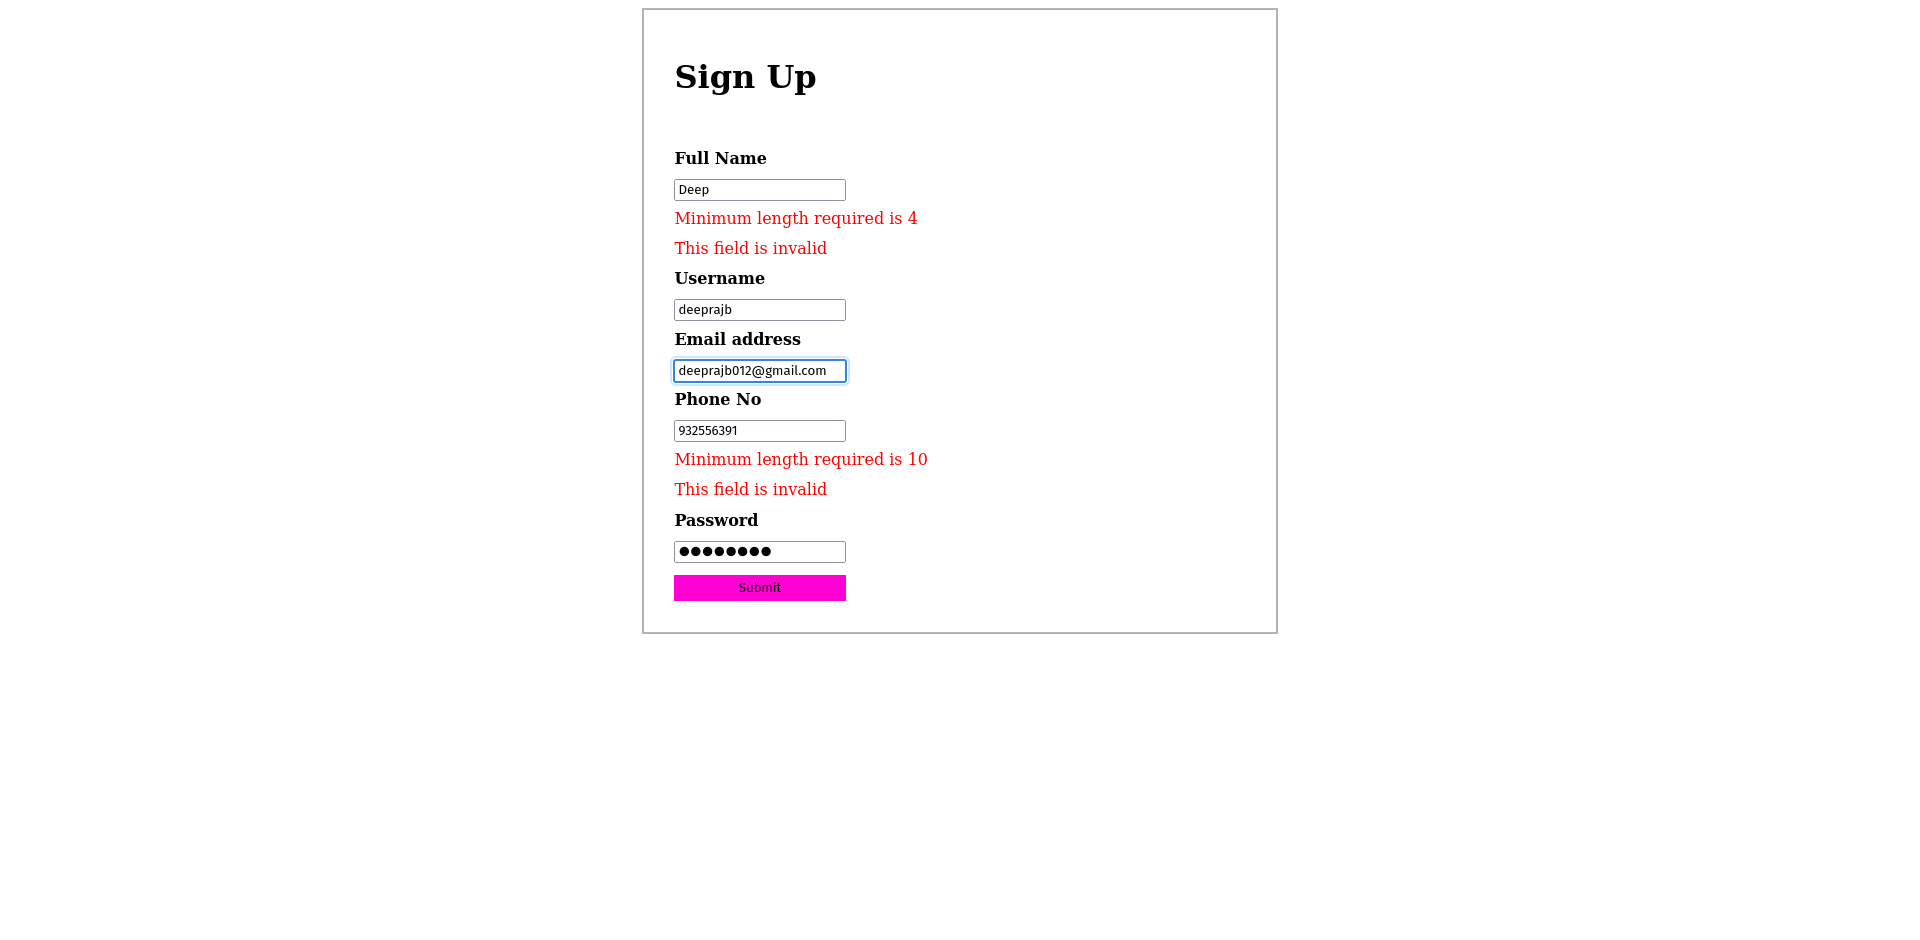 Sign Up
Full Name
Deep
Minimum length required is 4
This field is invalid
Username
deeprajb
Email address
deeprajb012@gmail.com
Phone No
932556391
Minimum length required is 10
This field is invalid
Password
●●●●●●●●
Submit